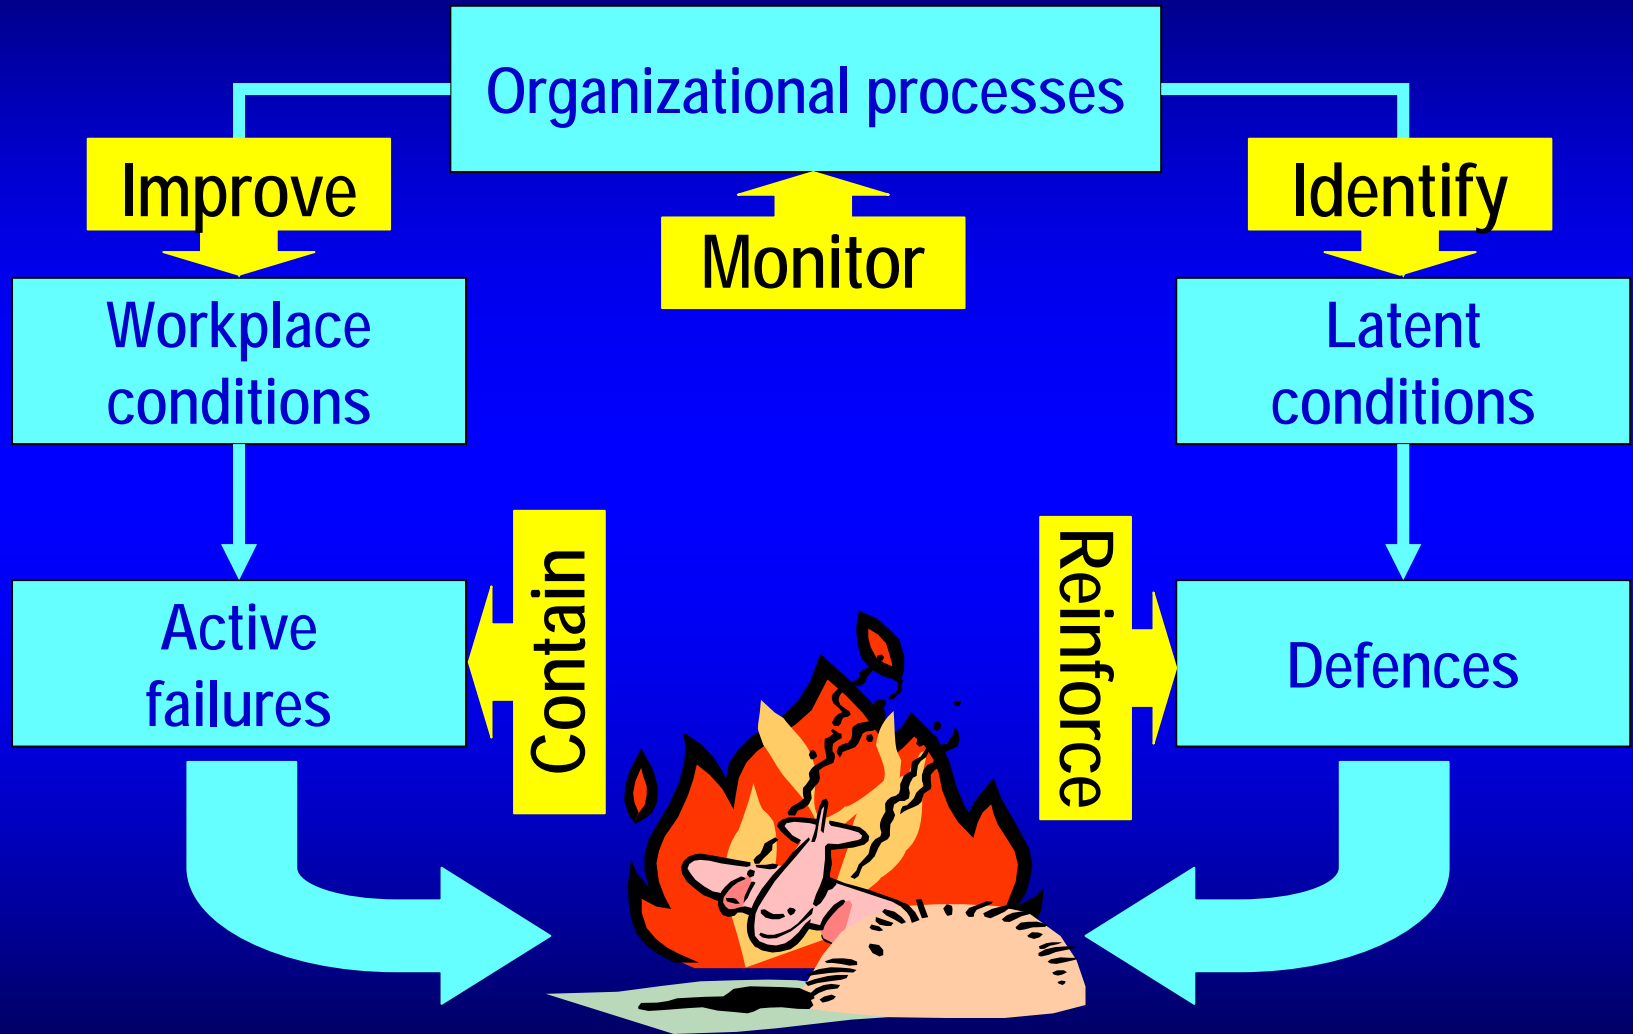 Organizational processes
Improve
Monitor
Identify
Workplace
conditions
Latent
conditions
Contain
Reinforce
Active
failures
Defences